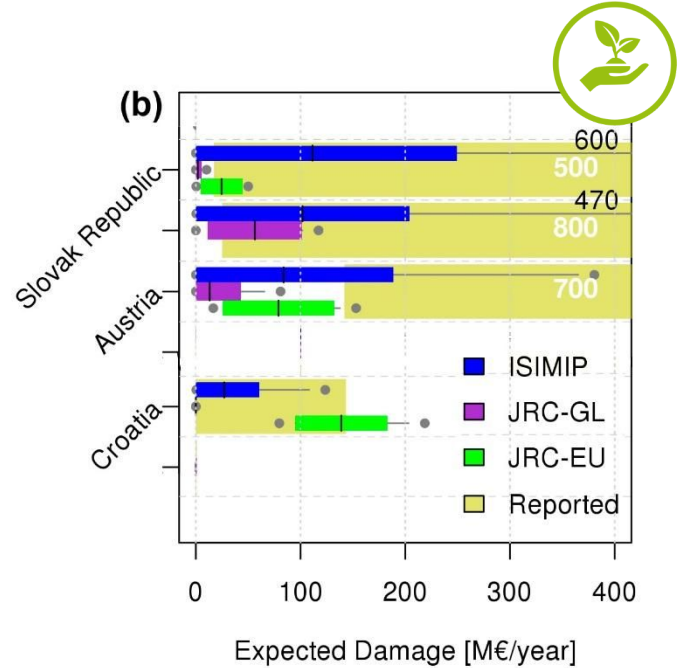 (b)
600
500
470
800
700
Slovak Republic
Austria
Croatia
ISIMIP
JRC-GL
JRC-EU
Reported
0 100 200 300 400
Expected Damage [M€/year]